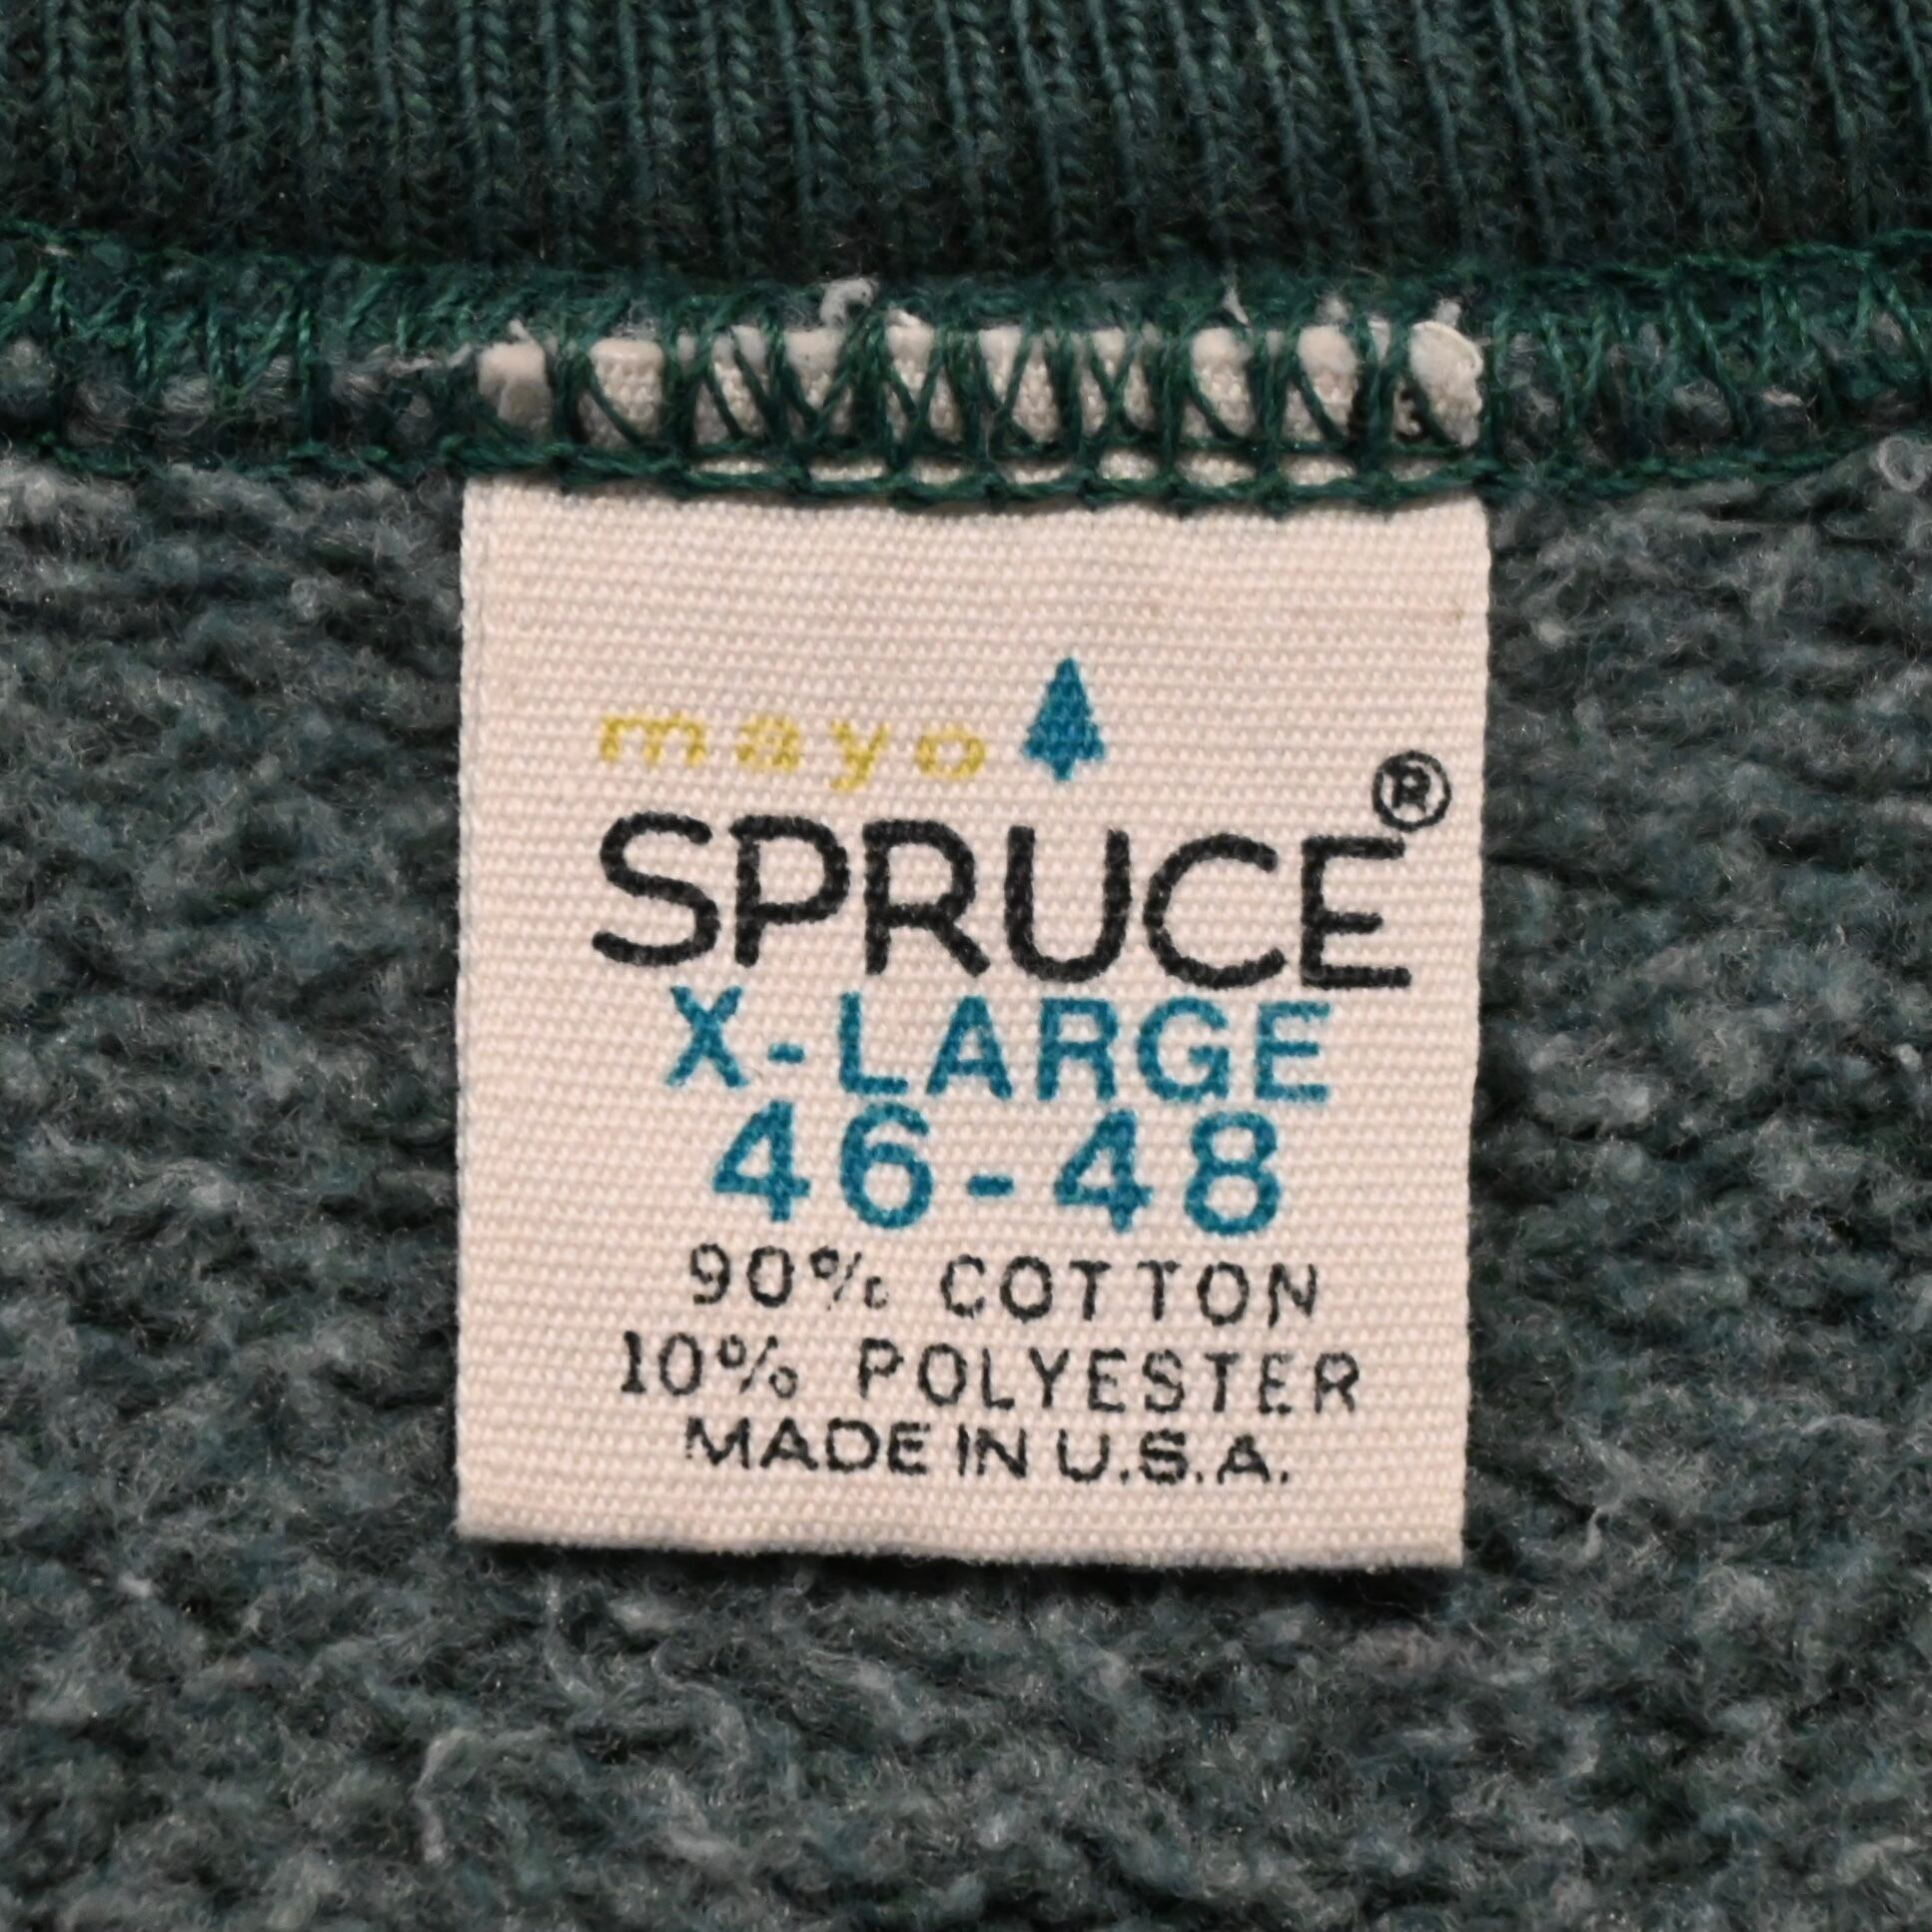 mayo
SPRUCE®
X-LARGE
46-48
90% COTTON
10% POLYESTER
MADE IN U.S.A.